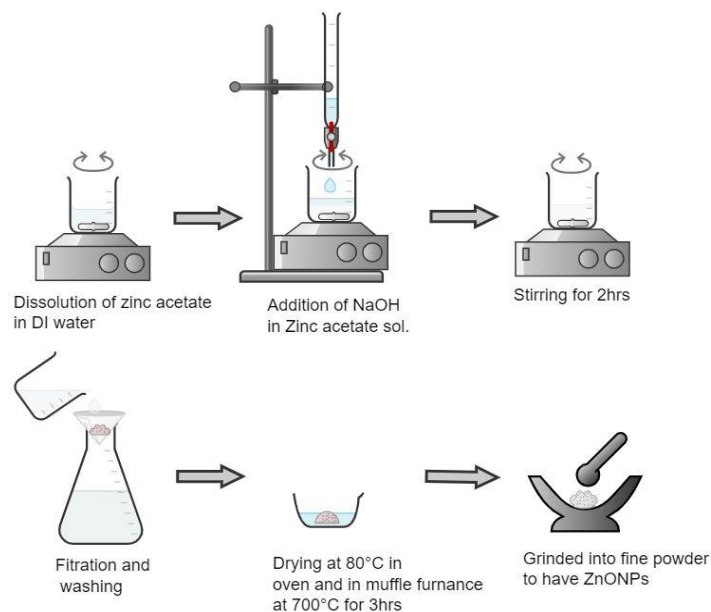 Dissolution of zinc acetate
in DI water
Addition of NaOH
in Zinc acetate sol.
Stirring for 2hrs
Fitration and
washing
Drying at 80°C in
oven and in muffle furnance
at 700°C for 3hrs
Grinded into fine powder
to have ZnONPs